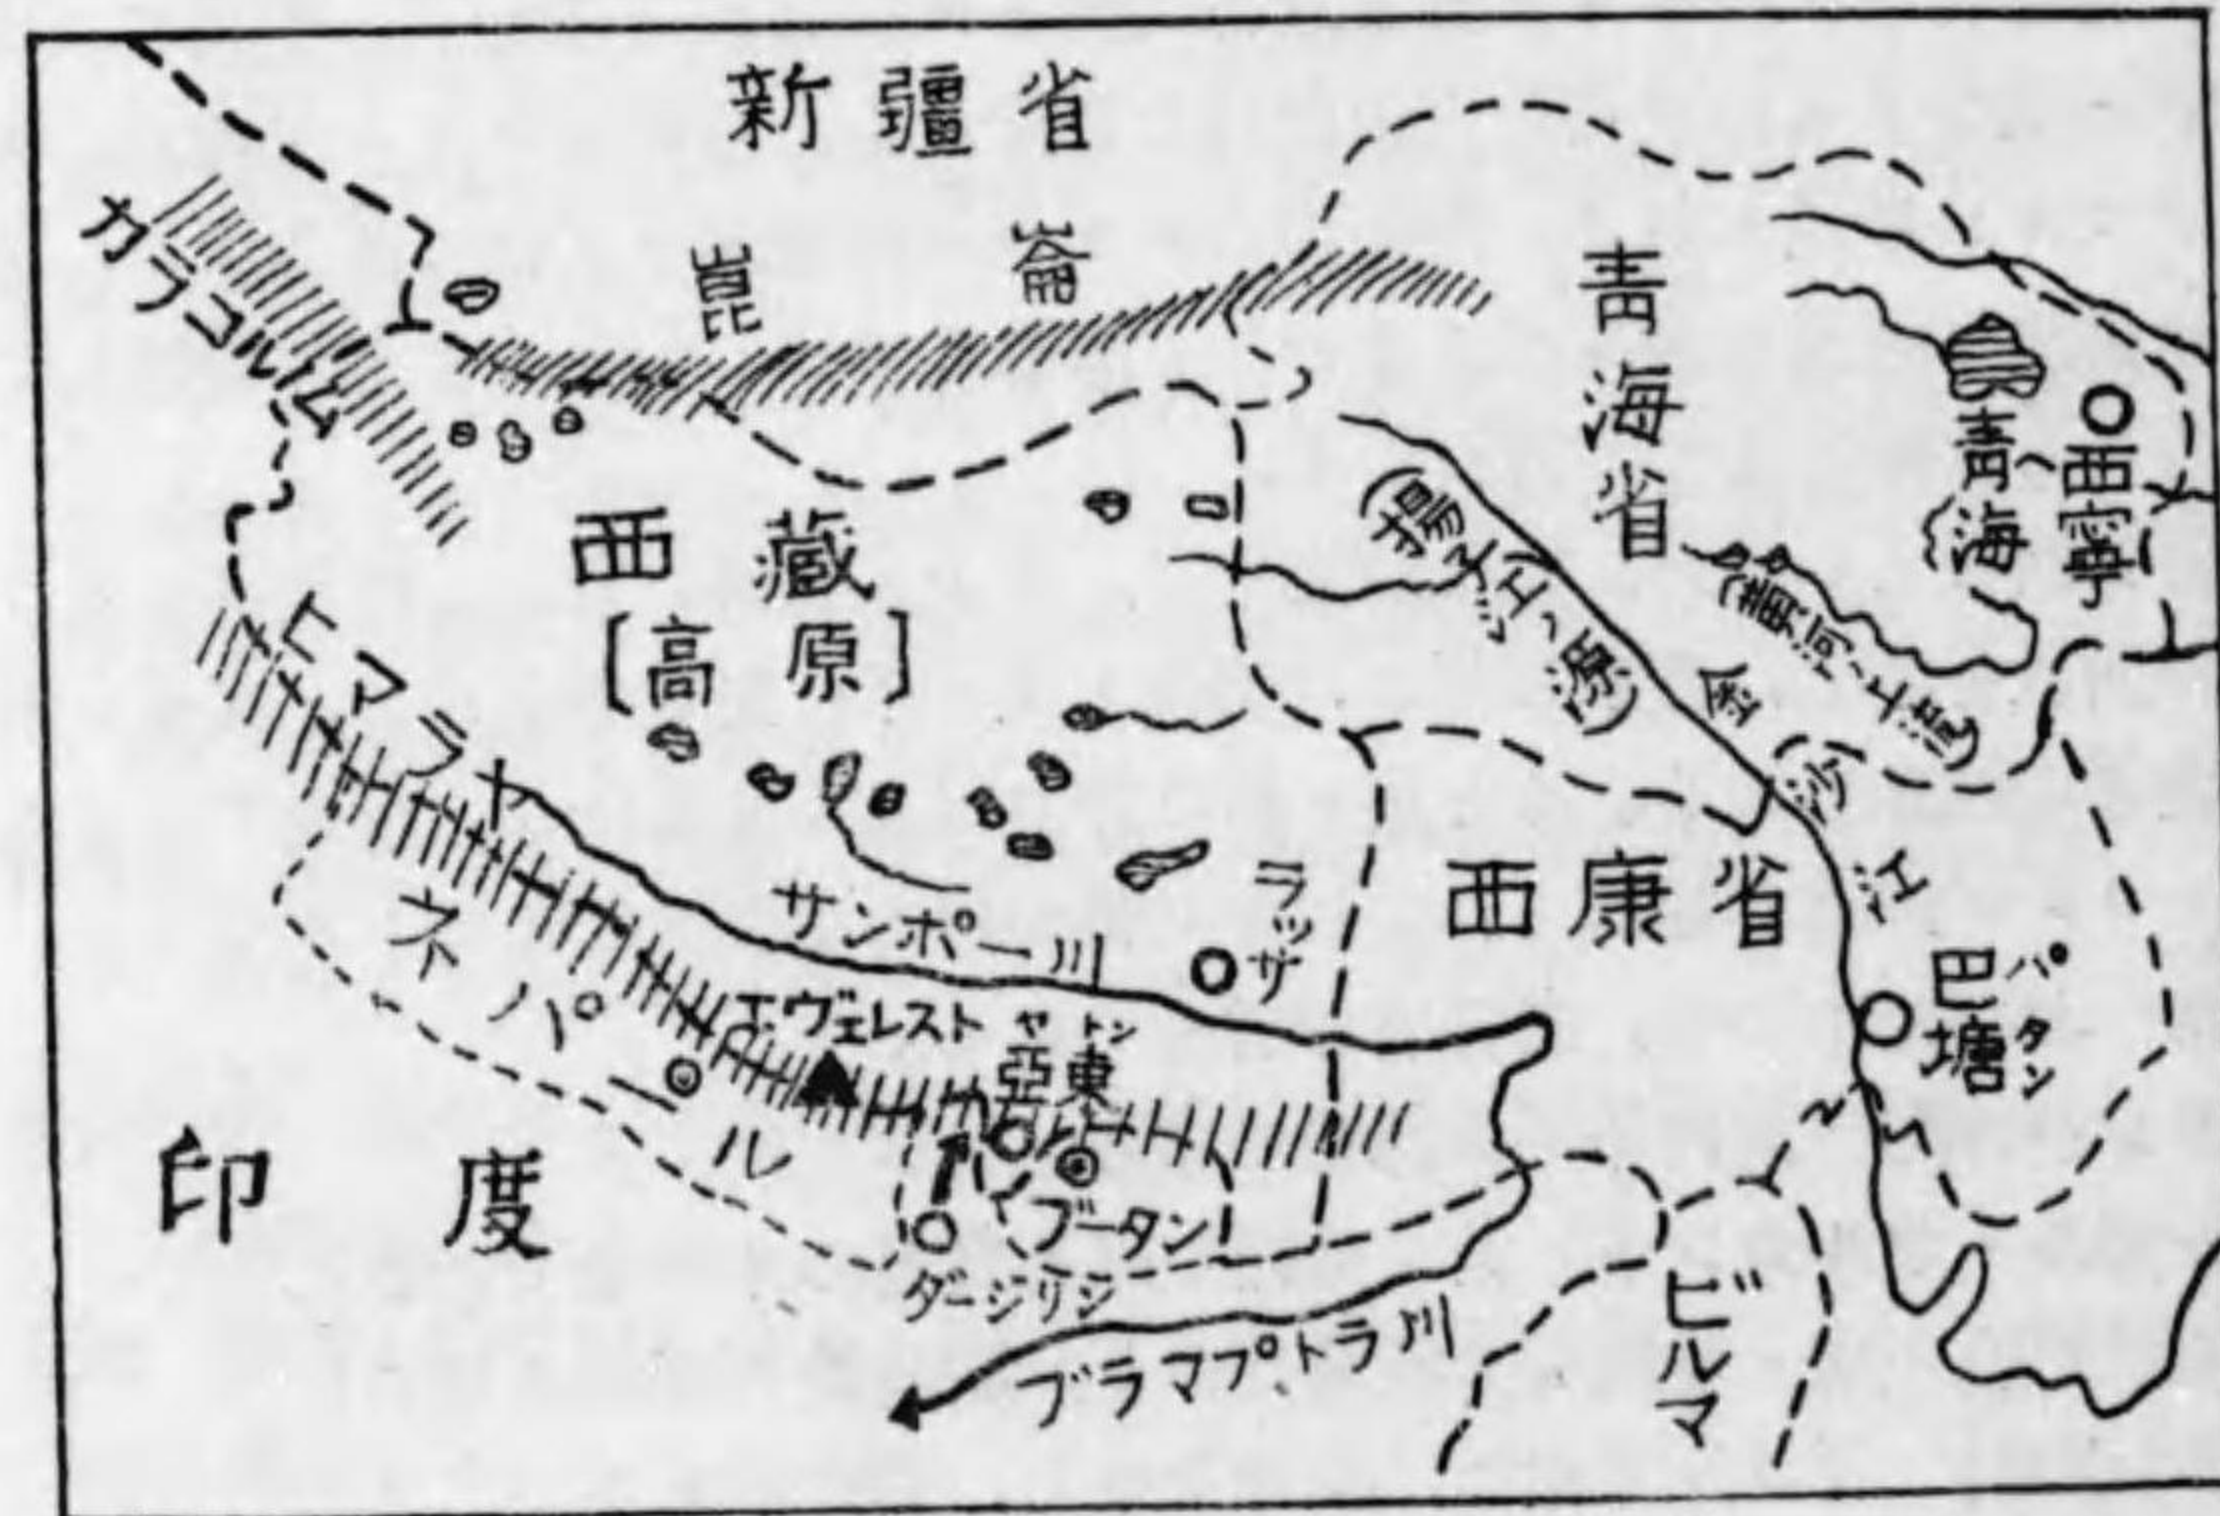 新疆省
崑崙
カラコルム
青海省
青海
西寧
西藏
[高原]
(揚子江ノ源)
(黄河ノ上流)
金沙江
ヒマラヤ
サンポー川
ラッサ
西康省
巴塘
パタン
ネパール
エヴェレスト
ヤトン
亞東
ブータン
ダージリン
印度
ブラマプトラ川
ビルマ